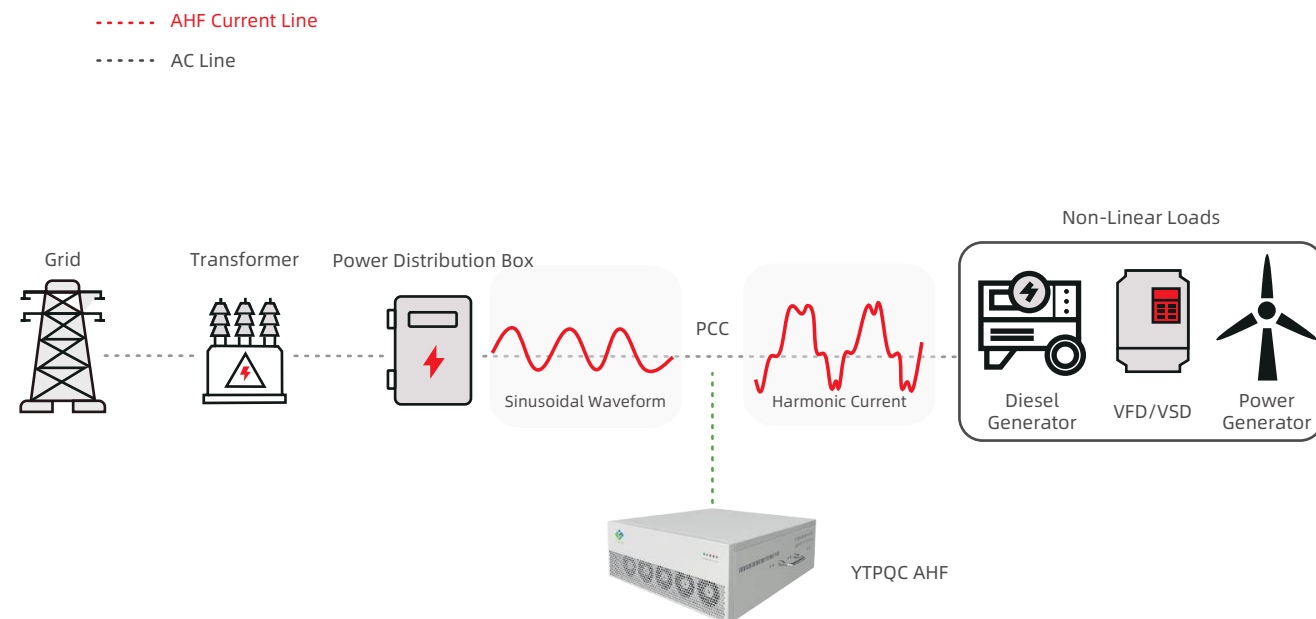 AHF Current Line
AC Line
Non-Linear Loads
Grid
Transformer
Power Distribution Box
PCC
Sinusoidal Waveform
Harmonic Current
Diesel
Generator
VFD/VSD
Power
Generator
YTPQC AHF